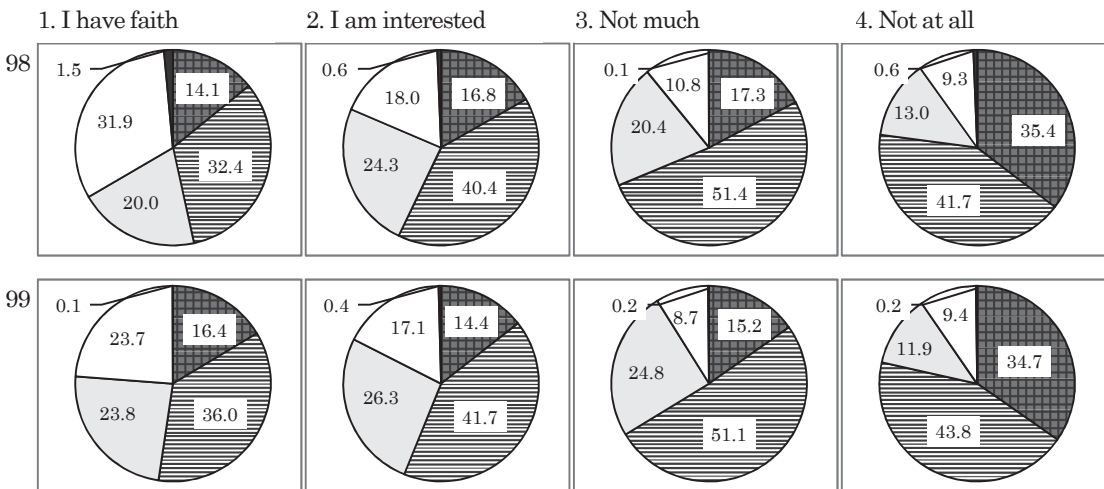 1. I have faith 2. I am interested 3. Not much 4. Not at all
98
1.5 14.1 0.6 16.8 0.1 10.8 17.3 0.6 9.3
31.9 18.0 20.4 13.0 35.4
32.4 24.3 40.4 51.4 41.7
20.0
99
0.1 16.4 0.4 14.4 0.2 8.7 15.2 0.2 9.4
23.7 17.1 24.8 11.9 34.7
23.8 36.0 26.3 41.7 51.1 43.8